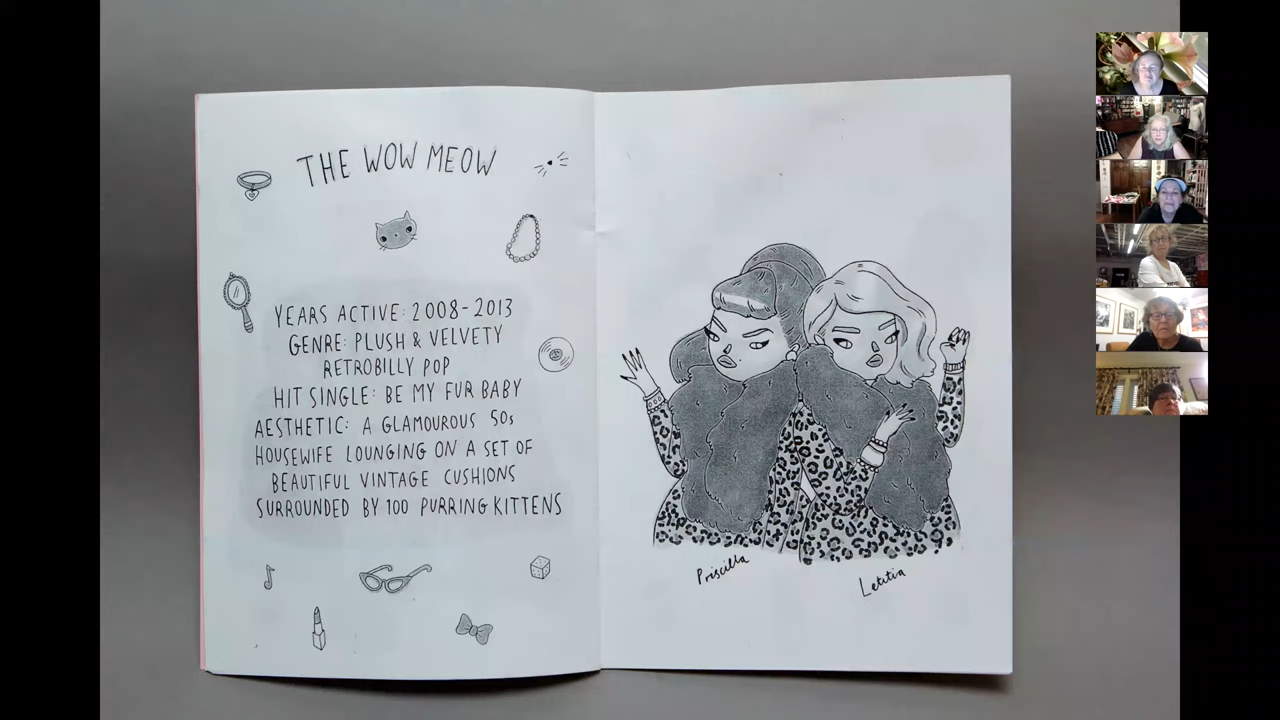 THE WOW MEOW
YEARS ACTIVE: 2008-2013
GENRE: PLUSH & VELVETY
RETROBILLY POP
HIT SINGLE: BE MY FUR BABY
AESTHETIC: A GLAMOUROUS 50s
HOUSEWIFE LOUNGING ON A SET OF
BEAUTIFUL VINTAGE CUSHIONS
SURROUNDED BY 100 PURRING KITTENS
Priscilla
Letitia